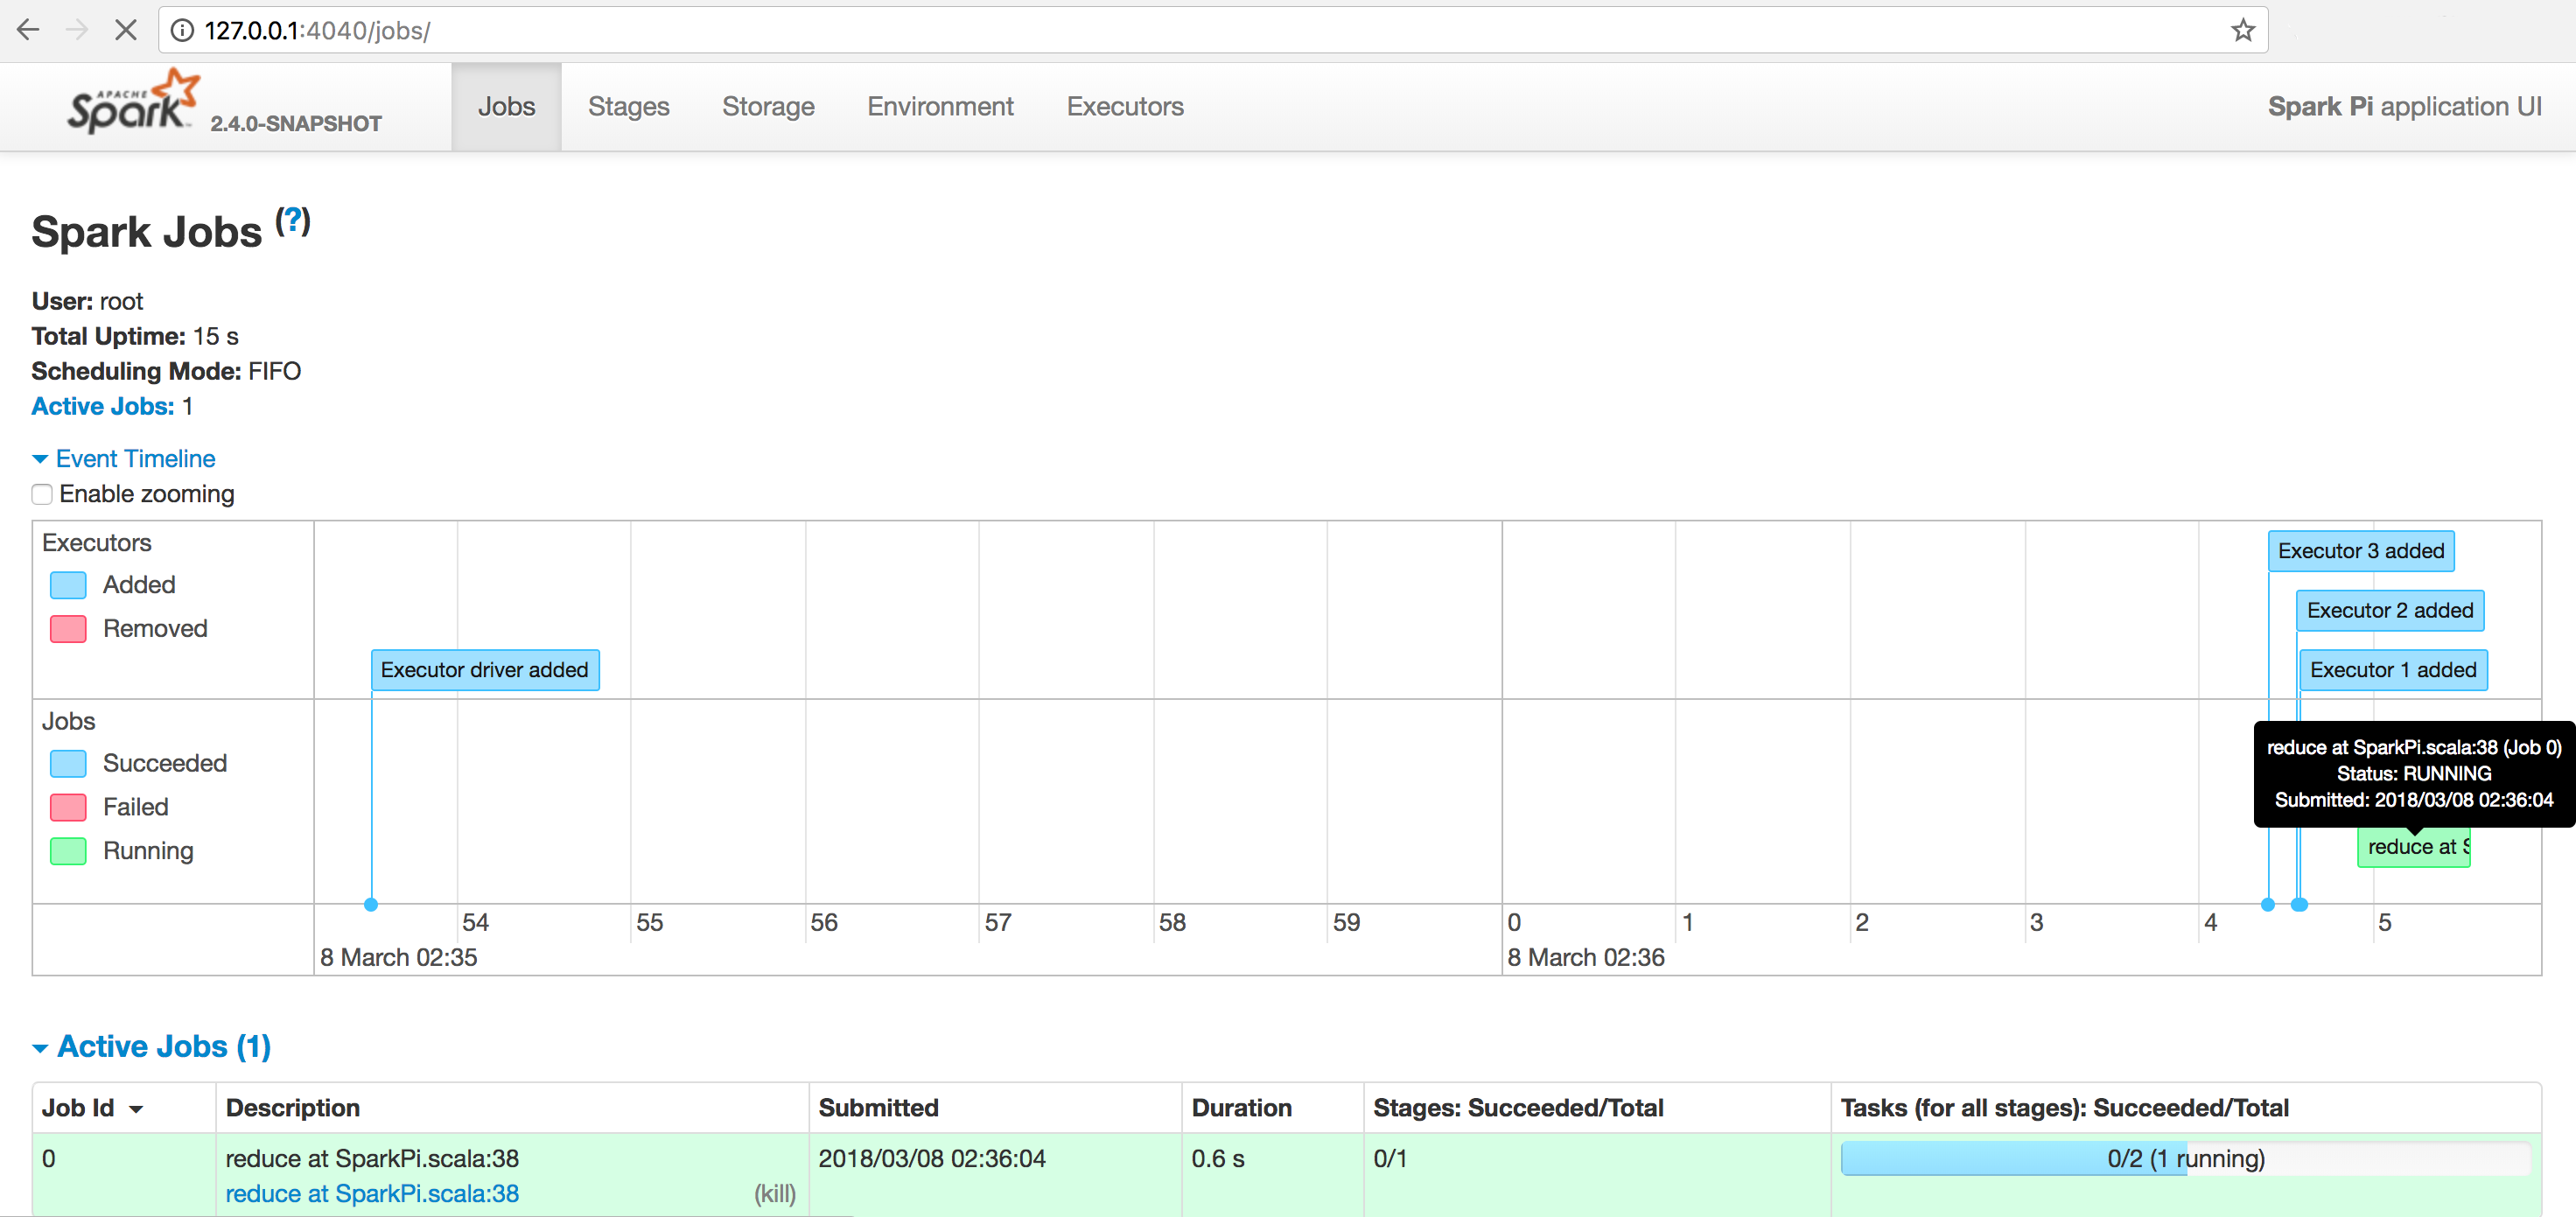 127.0.0.1:4040/jobs/
APACHE
Spark™ 2.4.0-SNAPSHOT
Jobs Stages Storage Environment Executors
Spark Pi application UI
Spark Jobs (?)
User: root
Total Uptime: 15 s
Scheduling Mode: FIFO
Active Jobs: 1
Event Timeline
Enable zooming
Executors
Added
Removed
Executor 3 added
Executor 2 added
Executor driver added
Executor 1 added
Jobs
Succeeded
Failed
Running
reduce at SparkPi.scala:38 (Job 0)
Status: RUNNING
Submitted: 2018/03/08 02:36:04
reduce at S
54 55 56 57 58 59 0 1 2 3 4 5
8 March 02:35 8 March 02:36
Active Jobs (1)
Job Id Description Submitted Duration Stages: Succeeded/Total Tasks (for all stages): Succeeded/Total
0 reduce at SparkPi.scala:38 2018/03/08 02:36:04 0.6 s 0/1 0/2 (1 running)
reduce at SparkPi.scala:38 (kill)